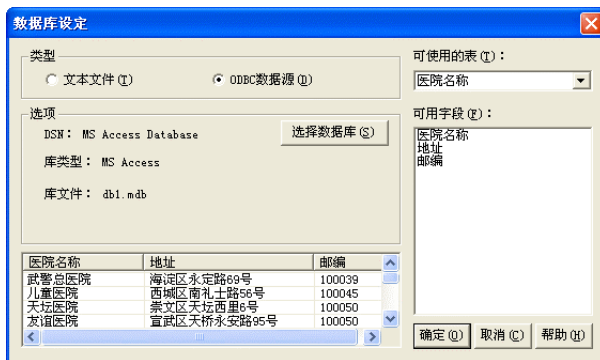 数据库设定
类型
文本文件(T)
ODBC数据源(D)
选项
DSN: MS Access Database
选择数据库(S)
库类型: MS Access
库文件: db1.mdb
医院名称 地址 邮编
武警总医院 海淀区永定路69号 100039
儿童医院 西城区南礼士路56号 100045
天坛医院 崇文区天坛西里6号 100050
友谊医院 宣武区天桥永安路95号 100050
可使用的表(T):
医院名称
可用字段(F):
医院名称
地址
邮编
确定(O) 取消(C) 帮助(H)